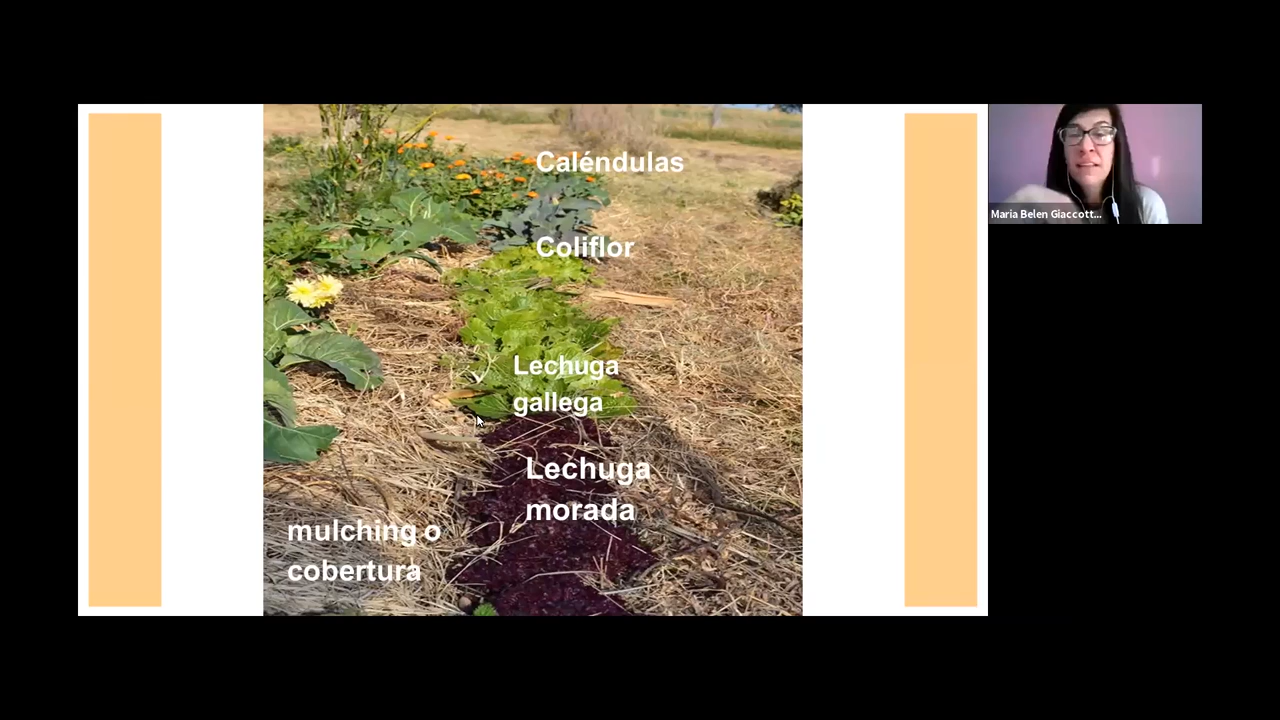 Caléndulas
Coliflor
Lechuga
gallega
Lechuga
morada
mulching o
cobertura
Maria Belen Giaccott...